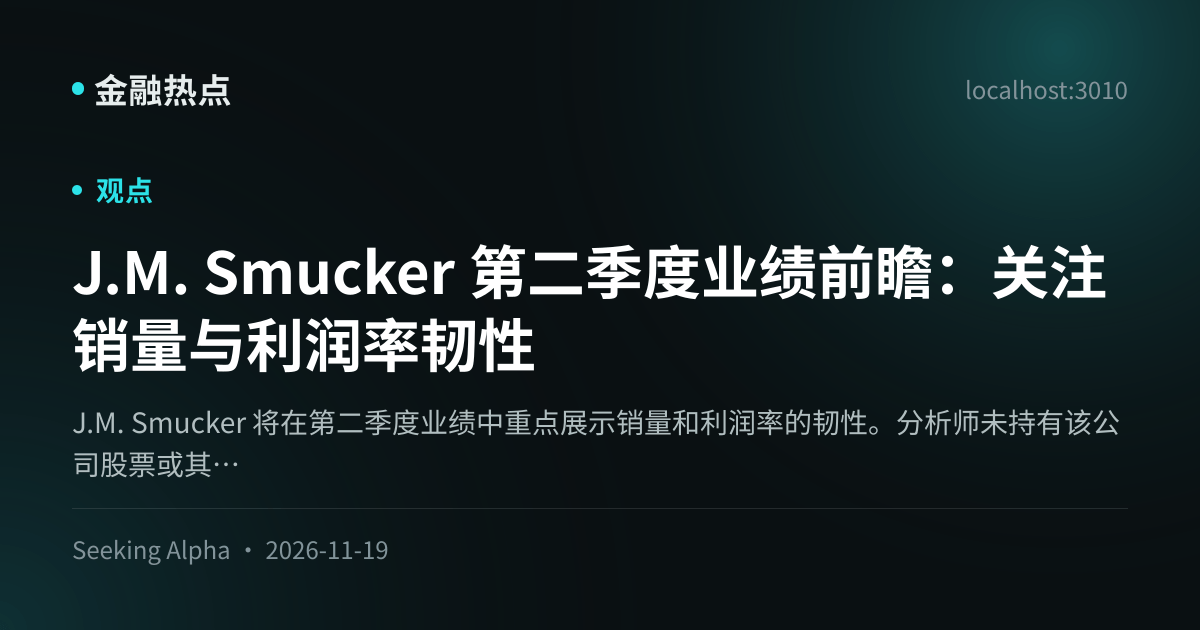 金融热点
localhost:3010
观点
J.M. Smucker 第二季度业绩前瞻：关注
销量与利润率韧性
J.M. Smucker 将在第二季度业绩中重点展示销量和利润率的韧性。分析师未持有该公
司股票或其…
Seeking Alpha · 2026-11-19